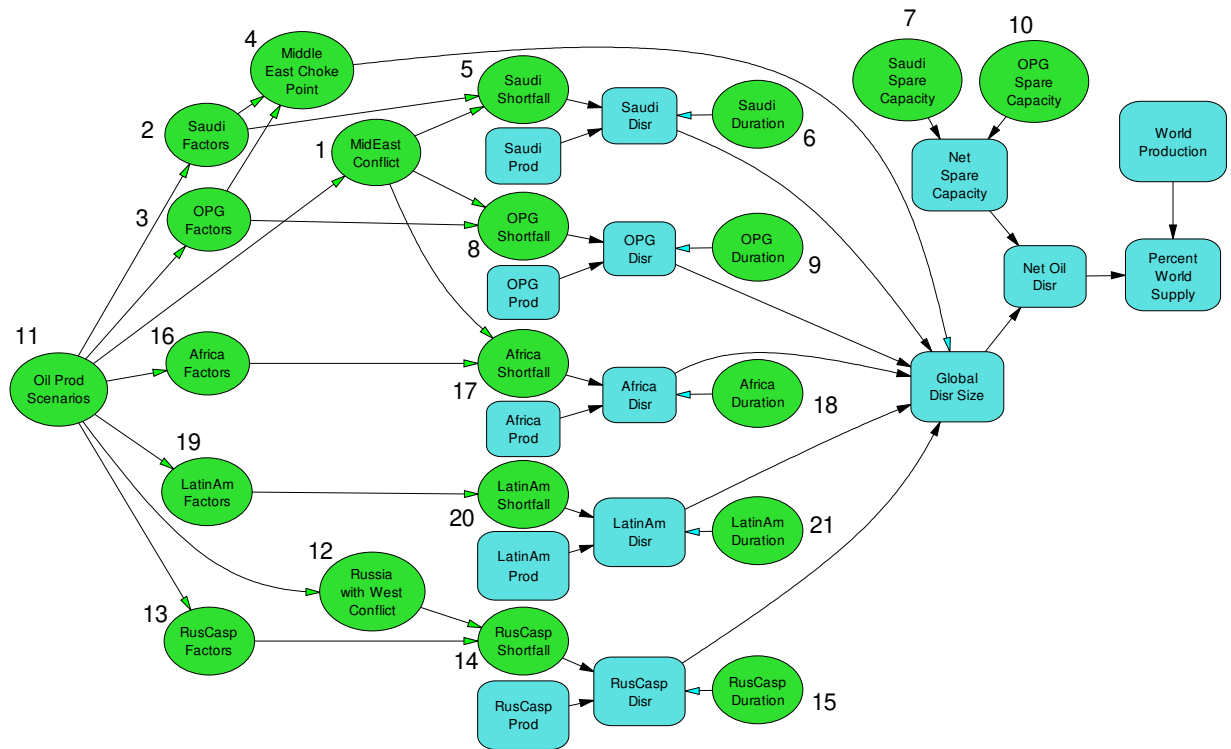 7
10
4
Middle
East Choke
Point
5
Saudi
Shortfall
Saudi
Spare
Capacity
OPG
Spare
Capacity
2
Saudi
Factors
Saudi
Disr
Saudi
Duration
6
World
Production
1
MidEast
Conflict
Saudi
Prod
Net
Spare
Capacity
3
OPG
Factors
OPG
Shortfall
8
OPG
Disr
OPG
Duration
9
OPG
Prod
Net Oil
Disr
Percent
World
Supply
11
Oil Prod
Scenarios
16
Africa
Factors
Africa
Shortfall
17
Africa
Disr
Africa
Duration
18
Africa
Prod
Global
Disr Size
19
LatinAm
Factors
LatinAm
Shortfall
20
LatinAm
Disr
LatinAm
Duration
21
LatinAm
Prod
12
Russia
with West
Conflict
13
RusCasp
Factors
RusCasp
Shortfall
14
RusCasp
Disr
RusCasp
Duration
15
RusCasp
Prod